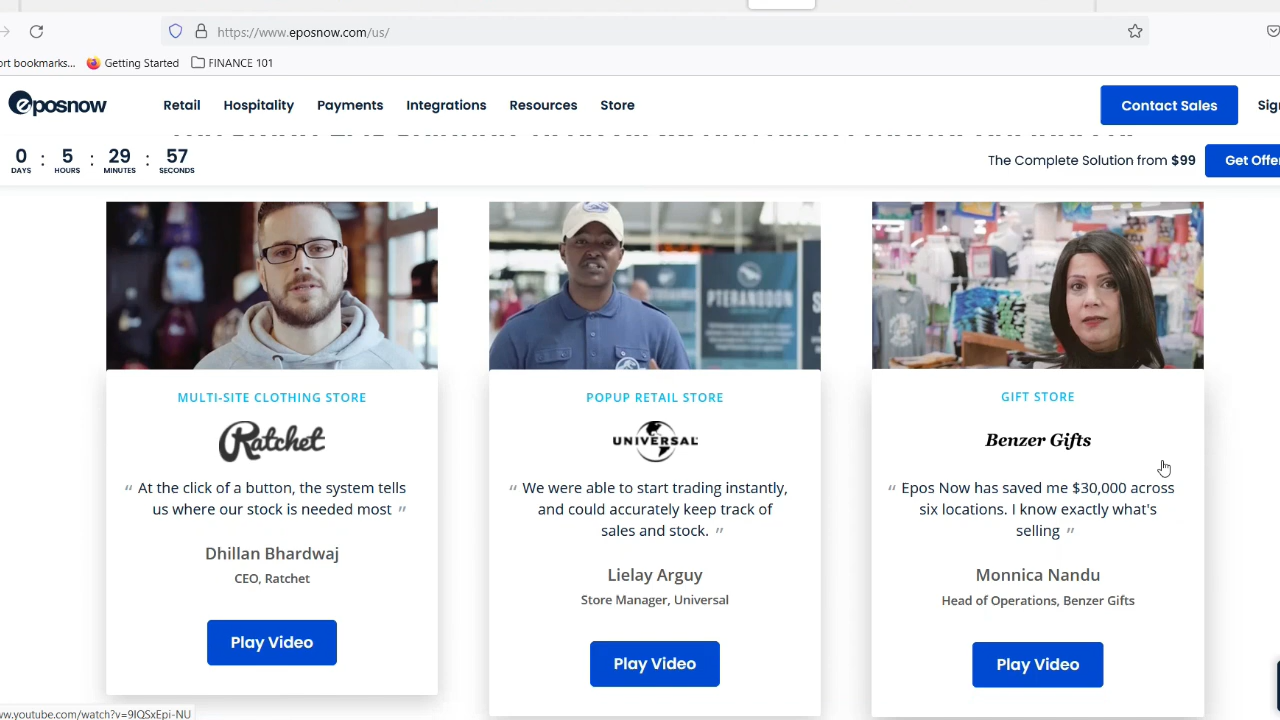 https://www.eposnow.com/us/
ort bookmarks... Getting Started FINANCE 101
eposnow Retail Hospitality Payments Integrations Resources Store Contact Sales Sig
0 : 5 : 29 : 57
DAYS HOURS MINUTES SECONDS
The Complete Solution from $99 Get Offe
PTERANODON
MULTI-SITE CLOTHING STORE
Ratchet
“ At the click of a button, the system tells
us where our stock is needed most ”
Dhillan Bhardwaj
CEO, Ratchet
Play Video
POPUP RETAIL STORE
UNIVERSAL
“ We were able to start trading instantly,
and could accurately keep track of
sales and stock. ”
Lielay Arguy
Store Manager, Universal
Play Video
GIFT STORE
Benzer Gifts
“ Epos Now has saved me $30,000 across
six locations. I know exactly what's
selling ”
Monnica Nandu
Head of Operations, Benzer Gifts
Play Video
ww.youtube.com/watch?v=9IQSxEpi-NU